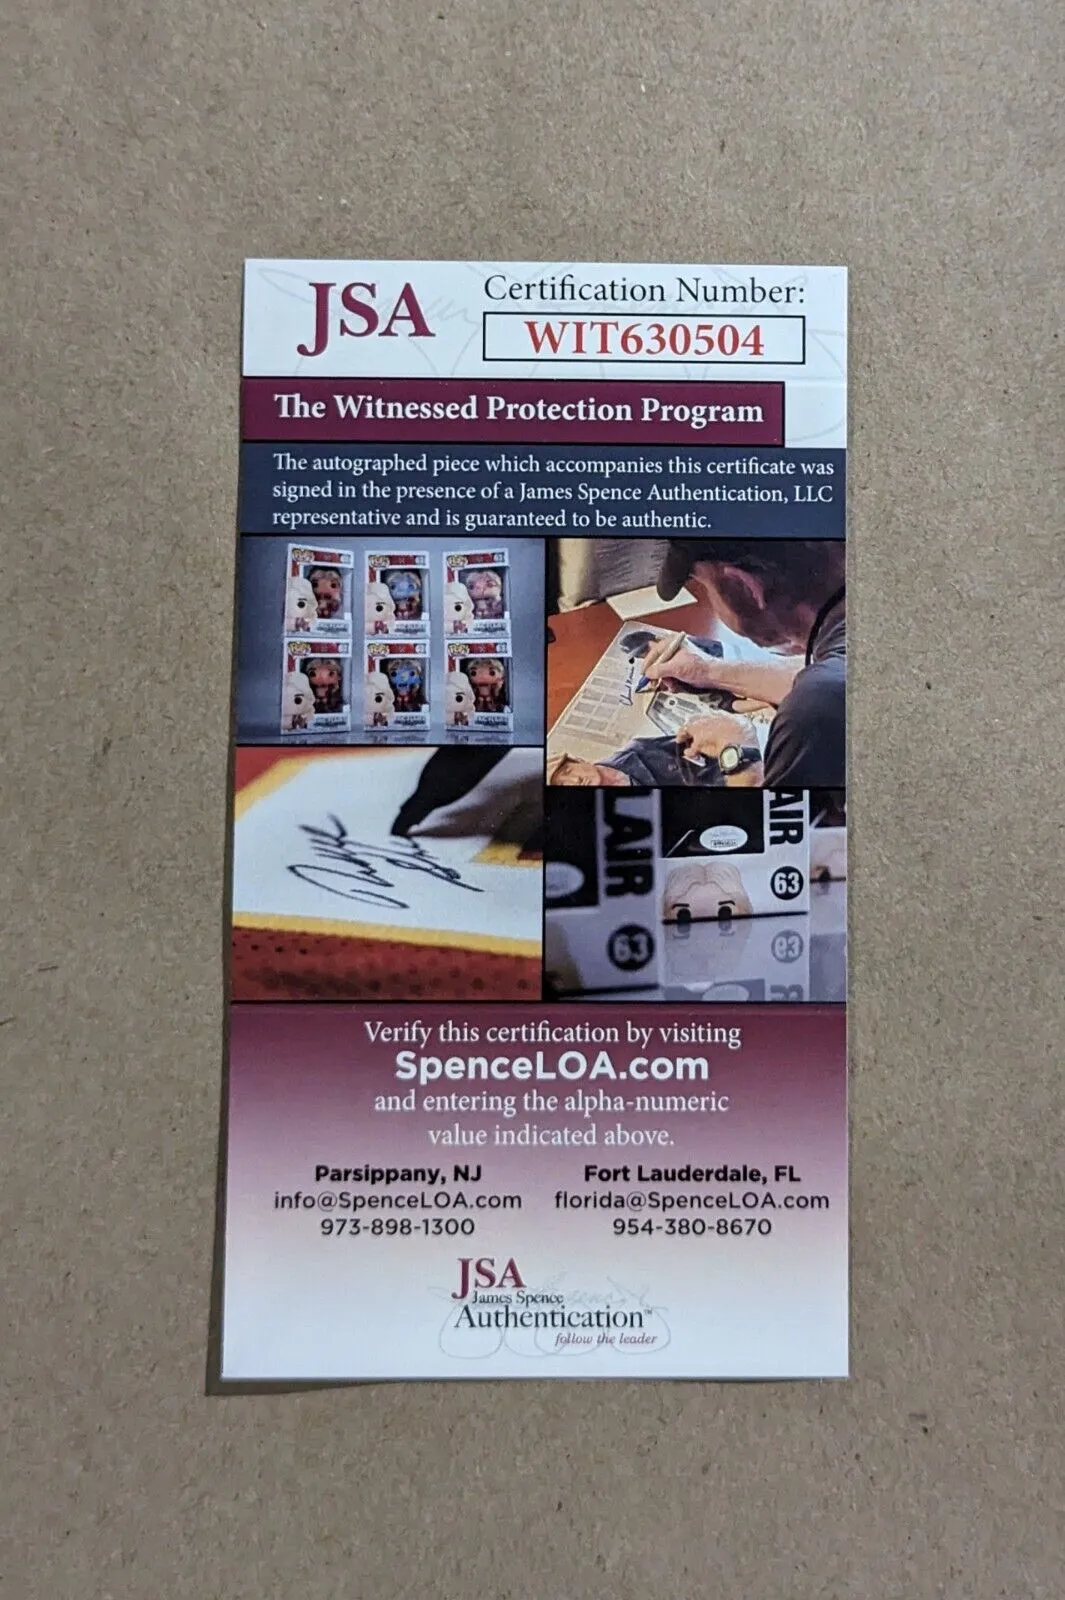 JSA
Certification Number:
WIT630504
The Witnessed Protection Program
The autographed piece which accompanies this certificate was
signed in the presence of a James Spence Authentication, LLC
representative and is guaranteed to be authentic.
63
LAIR
63
AIR
63
Verify this certification by visiting
SpenceLOA.com
and entering the alpha-numeric
value indicated above.
Parsippany, NJ
info@SpenceLOA.com
973-898-1300
Fort Lauderdale, FL
florida@SpenceLOA.com
954-380-8670
JSA
James Spence
Authentication™
follow the leader